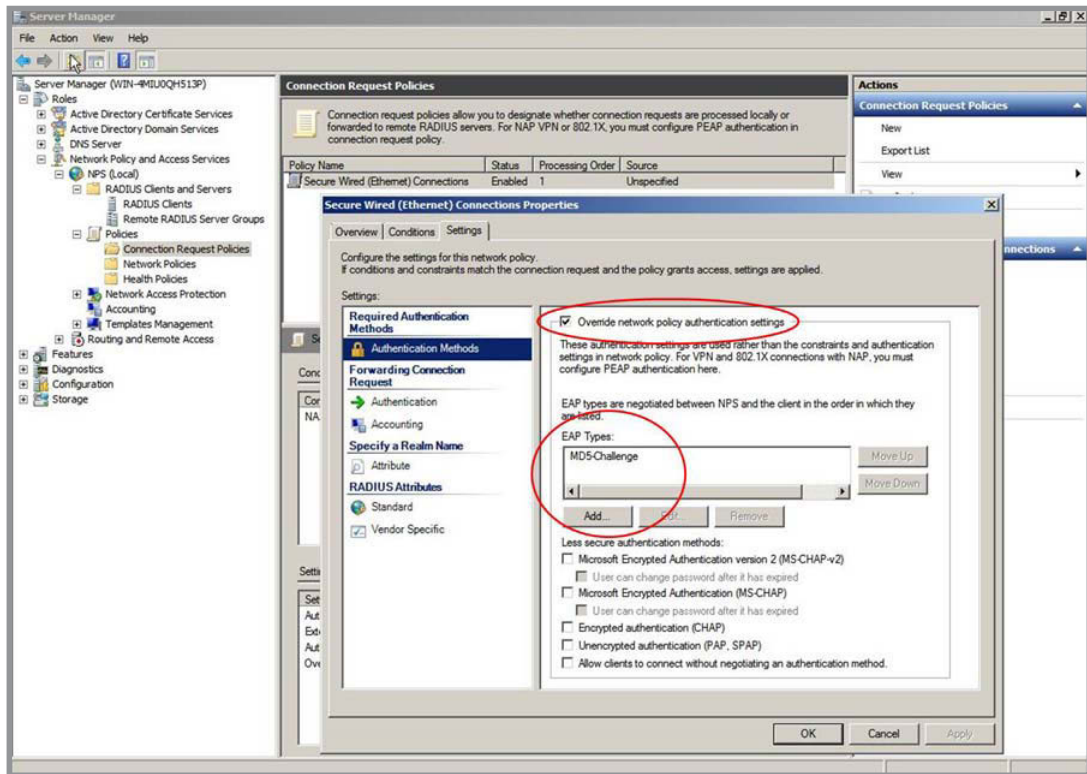 Server Manager
File Action View Help
Server Manager (WIN-4MIU0QH513P)
Roles
Active Directory Certificate Services
Active Directory Domain Services
DNS Server
Network Policy and Access Services
NPS (Local)
RADIUS Clients and Servers
RADIUS Clients
Remote RADIUS Server Groups
Policies
Connection Request Policies
Network Policies
Health Policies
Network Access Protection
Accounting
Templates Management
Routing and Remote Access
Features
Diagnostics
Configuration
Storage
Connection Request Policies
Connection request policies allow you to designate whether connection requests are processed locally or
forwarded to remote RADIUS servers. For NAP VPN or 802.1X, you must configure PEAP authentication in
connection request policy.
Policy Name Status Processing Order Source
Secure Wired (Ethernet) Connections Enabled 1 Unspecified
Actions
Connection Request Policies
New
Export List
View
nnections
Cond
Cor
NA
Settin
Set
Aut
Ext
Aut
Ove
Secure Wired (Ethernet) Connections Properties
Overview Conditions Settings
Configure the settings for this network policy.
If conditions and constraints match the connection request and the policy grants access, settings are applied.
Settings:
Required Authentication
Methods
Authentication Methods
Forwarding Connection
Request
Authentication
Accounting
Specify a Realm Name
Attribute
RADIUS Attributes
Standard
Vendor Specific
Override network policy authentication settings
These authentication settings are used rather than the constraints and authentication
settings in network policy. For VPN and 802.1X connections with NAP, you must
configure PEAP authentication here.
EAP types are negotiated between NPS and the client in the order in which they
are listed.
EAP Types:
MD5-Challenge
Move Up
Move Down
Add... Edit... Remove
Less secure authentication methods:
Microsoft Encrypted Authentication version 2 (MS-CHAP-v2)
User can change password after it has expired
Microsoft Encrypted Authentication (MS-CHAP)
User can change password after it has expired
Encrypted authentication (CHAP)
Unencrypted authentication (PAP, SPAP)
Allow clients to connect without negotiating an authentication method.
OK Cancel Apply